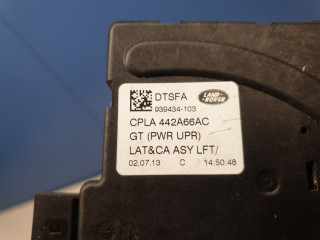 DTSFA
939434-103
LAND-ROVER
CPLA 442A66AC
GT (PWR UPR)
LAT&CA ASY LFT/
02.07.13 C 14:50:48